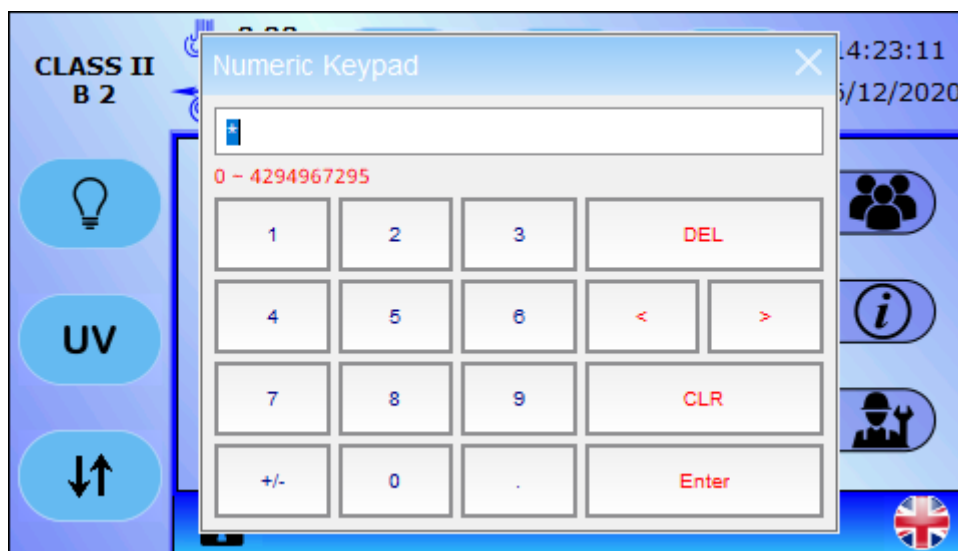 CLASS II
B 2
Numeric Keypad
4:23:11
/12/2020
*
0 ~ 4294967295
1 2 3 DEL
4 5 6 < >
7 8 9 CLR
+/- 0 . Enter
UV
i